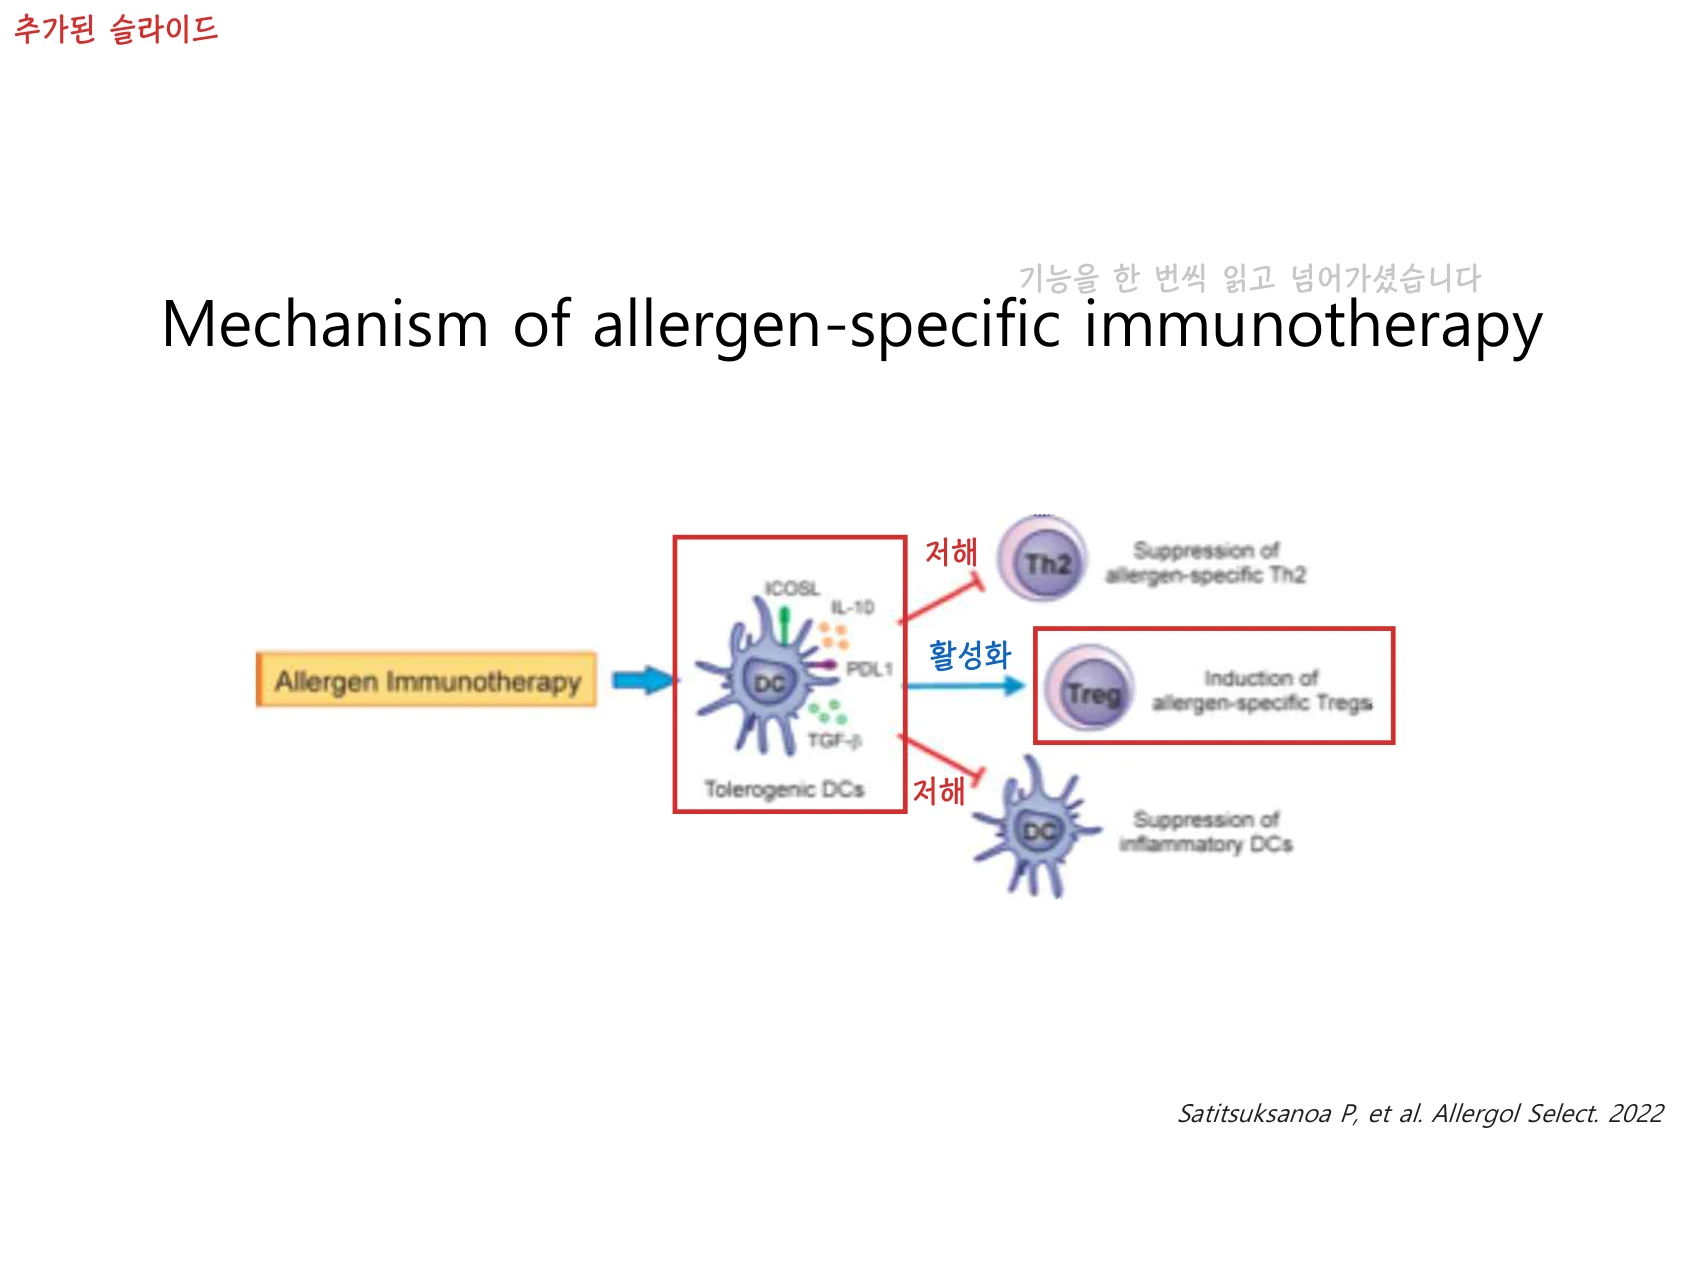 추가된 슬라이드
기능을 한 번씩 읽고 넘어가셨습니다
Mechanism of allergen-specific immunotherapy
Allergen Immunotherapy
ICOSL
IL-10
DC
PDL1
TGF-β
Tolerogenic DCs
저해
Th2
Suppression of
allergen-specific Th2
활성화
Treg
Induction of
allergen-specific Tregs
저해
DC
Suppression of
inflammatory DCs
Satitsuksanoa P, et al. Allergol Select. 2022